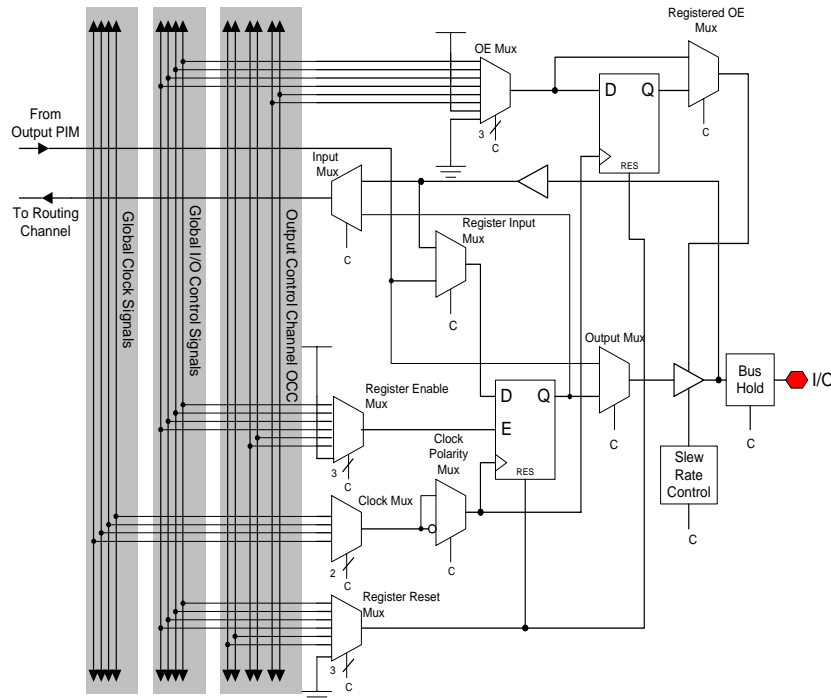 Registered OE
Mux
OE Mux
D Q
RES
3
C
C
From
Output PIM
Input
Mux
To Routing
Channel
C
Register Input
Mux
C
Global Clock Signals
Global I/O Control Signals
Output Control Channel OCC
Output Mux
C
Bus
Hold
I/O
C
Register Enable
Mux
D Q
E
RES
3
C
Clock
Polarity
Mux
C
Slew
Rate
Control
C
Clock Mux
2
C
Register Reset
Mux
3
C